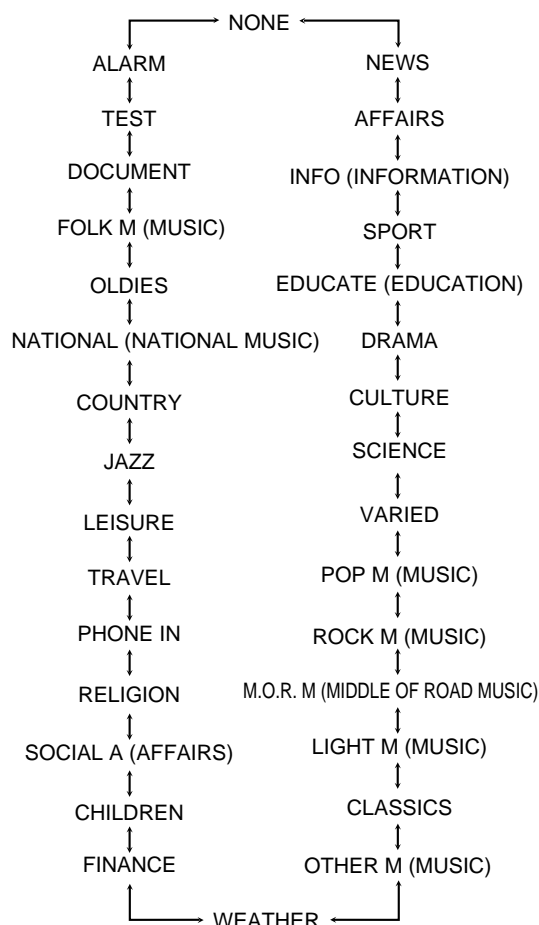 NONE
ALARM
TEST
DOCUMENT
FOLK M (MUSIC)
OLDIES
NATIONAL (NATIONAL MUSIC)
COUNTRY
JAZZ
LEISURE
TRAVEL
PHONE IN
RELIGION
SOCIAL A (AFFAIRS)
CHILDREN
FINANCE
NEWS
AFFAIRS
INFO (INFORMATION)
SPORT
EDUCATE (EDUCATION)
DRAMA
CULTURE
SCIENCE
VARIED
POP M (MUSIC)
ROCK M (MUSIC)
M.O.R. M (MIDDLE OF ROAD MUSIC)
LIGHT M (MUSIC)
CLASSICS
OTHER M (MUSIC)
WEATHER